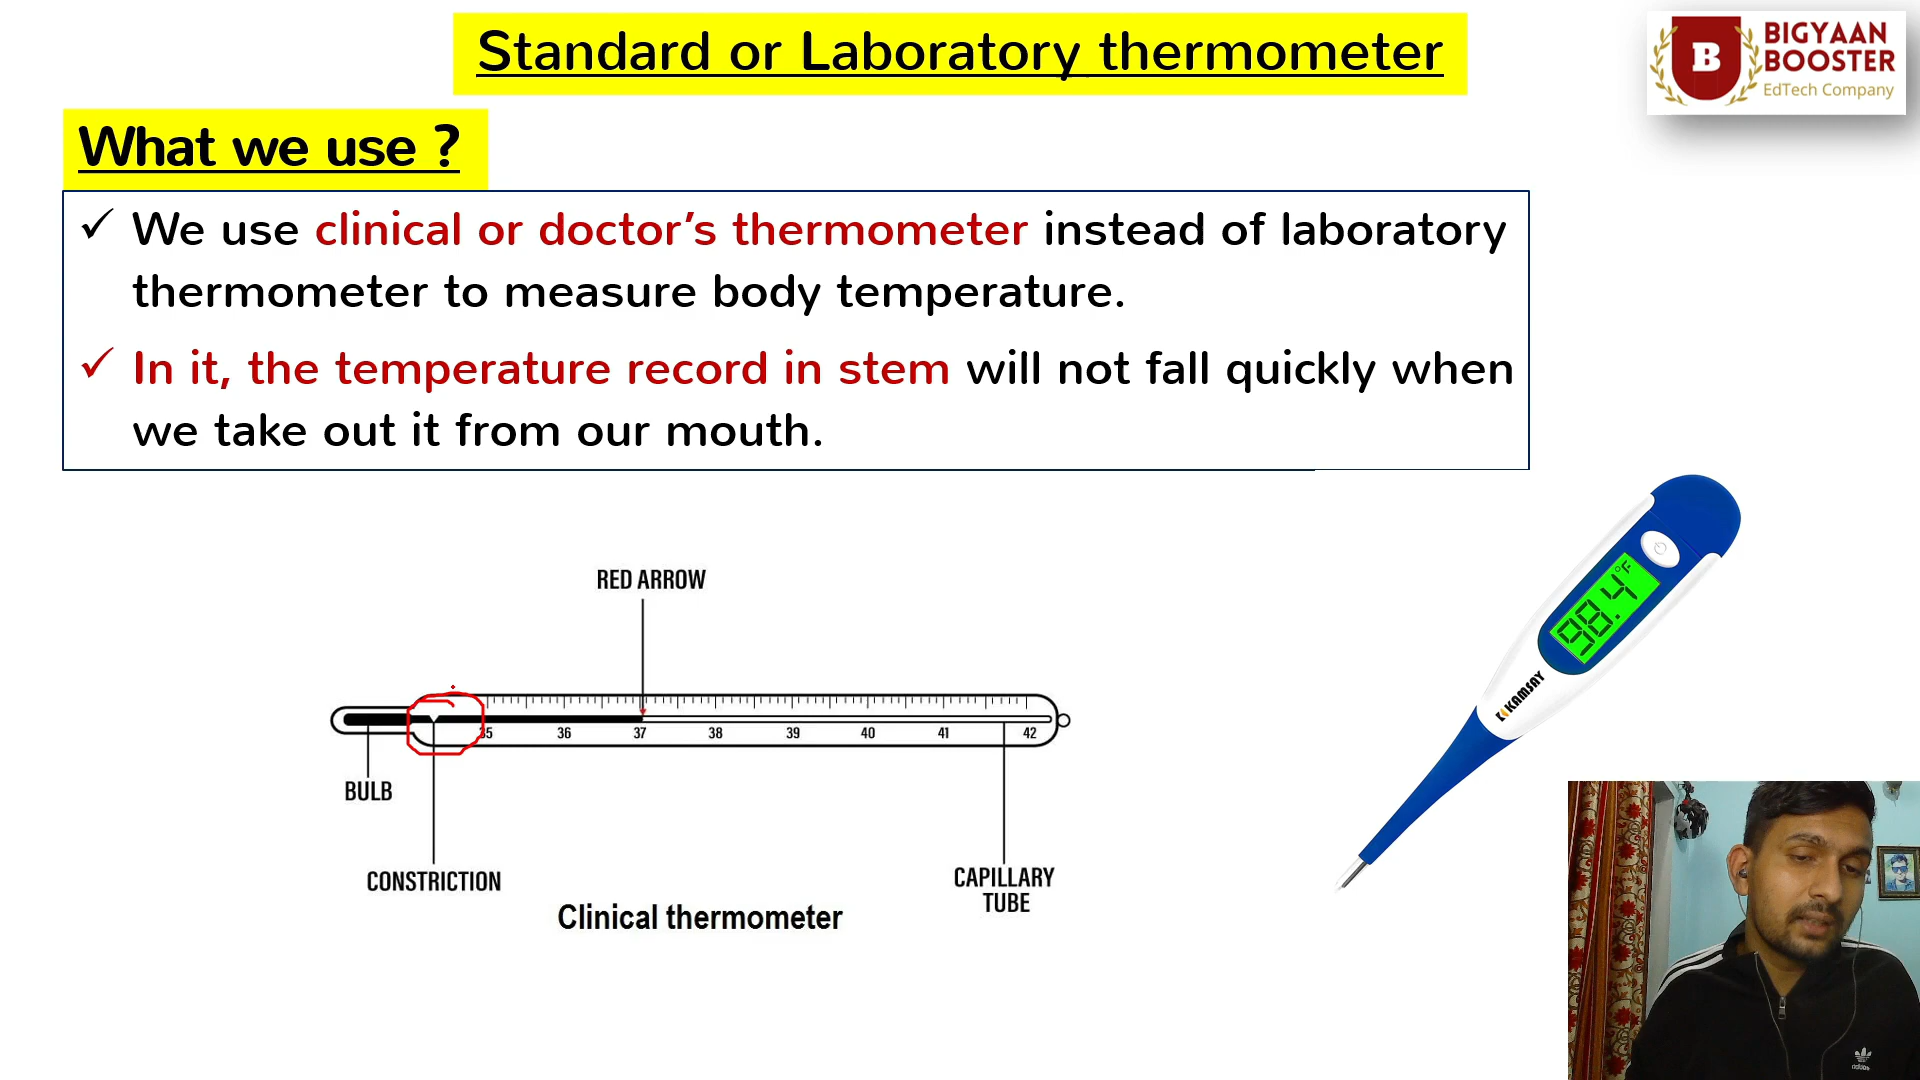 Standard or Laboratory thermometer
BIGYAAN
BOOSTER
EdTech Company
B
What we use ?
✓ We use clinical or doctor’s thermometer instead of laboratory
thermometer to measure body temperature.
✓ In it, the temperature record in stem will not fall quickly when
we take out it from our mouth.
RED ARROW
35 36 37 38 39 40 41 42
BULB
CONSTRICTION
CAPILLARY
TUBE
Clinical thermometer
98.4 °F
KAMSAY
adidas